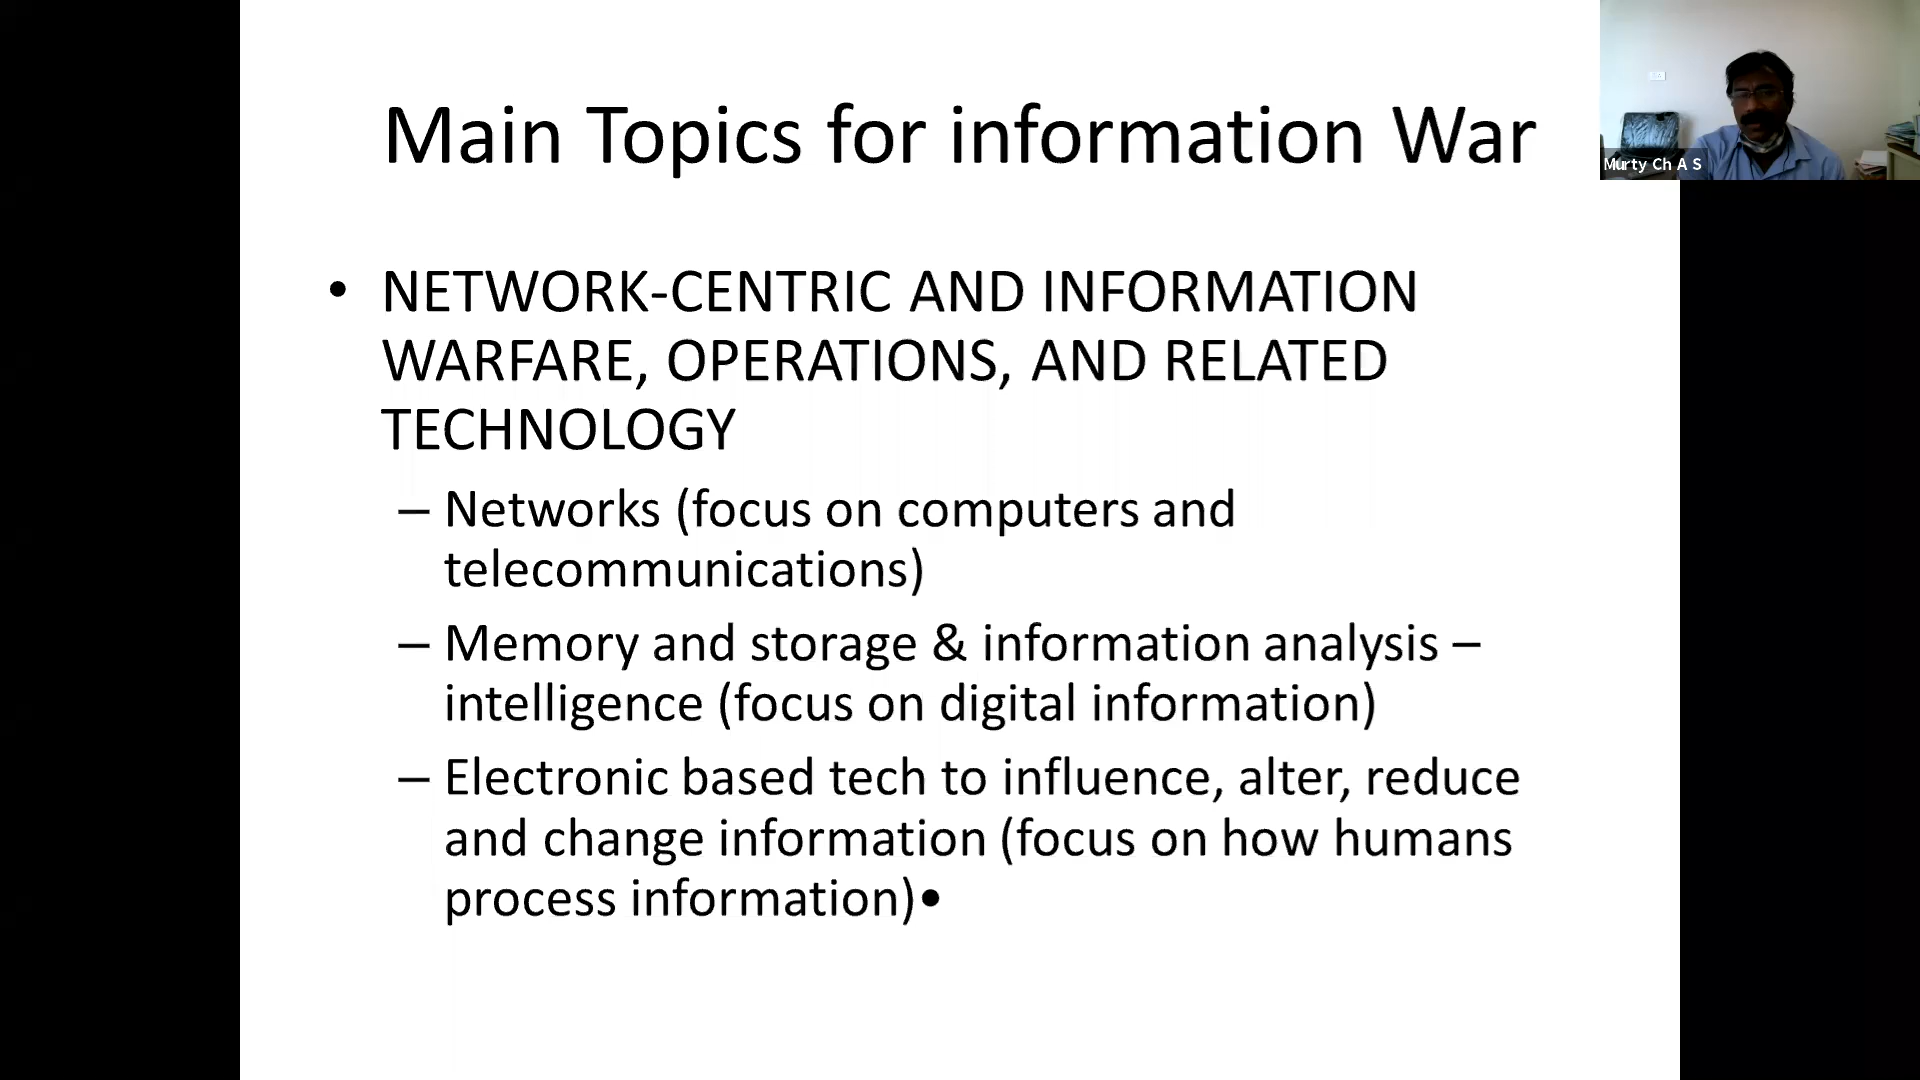 Main Topics for information War
Murty Ch A S
• NETWORK-CENTRIC AND INFORMATION
WARFARE, OPERATIONS, AND RELATED
TECHNOLOGY
– Networks (focus on computers and
telecommunications)
– Memory and storage & information analysis –
intelligence (focus on digital information)
– Electronic based tech to influence, alter, reduce
and change information (focus on how humans
process information)•